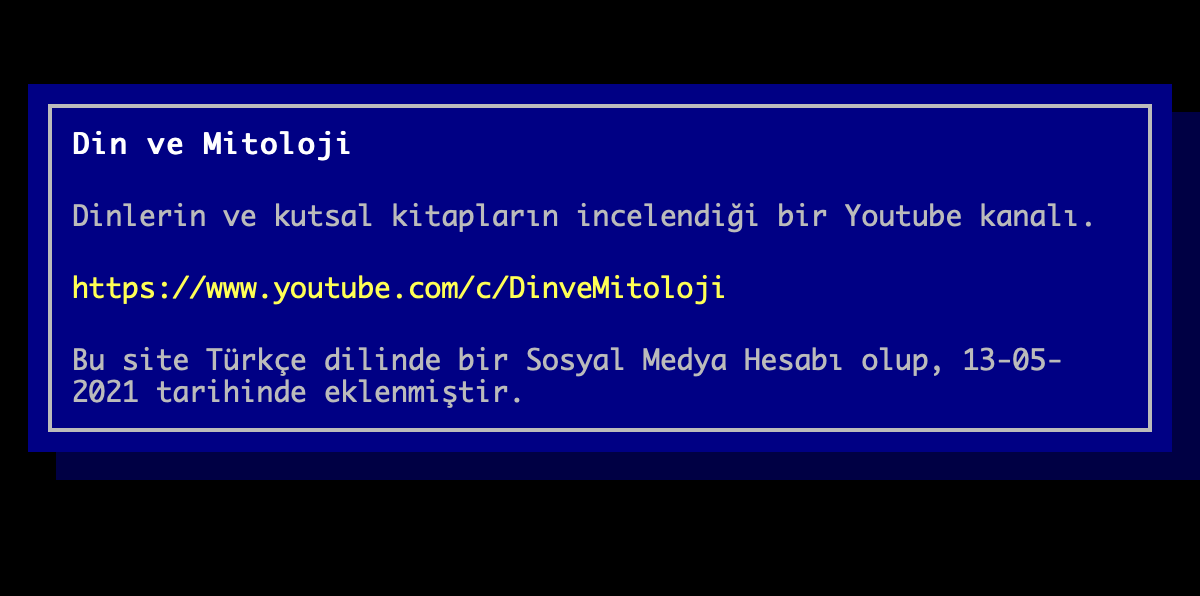 Din ve Mitoloji
Dinlerin ve kutsal kitapların incelendiği bir Youtube kanalı.
https://www.youtube.com/c/DinveMitoloji
Bu site Türkçe dilinde bir Sosyal Medya Hesabı olup, 13-05-
2021 tarihinde eklenmiştir.